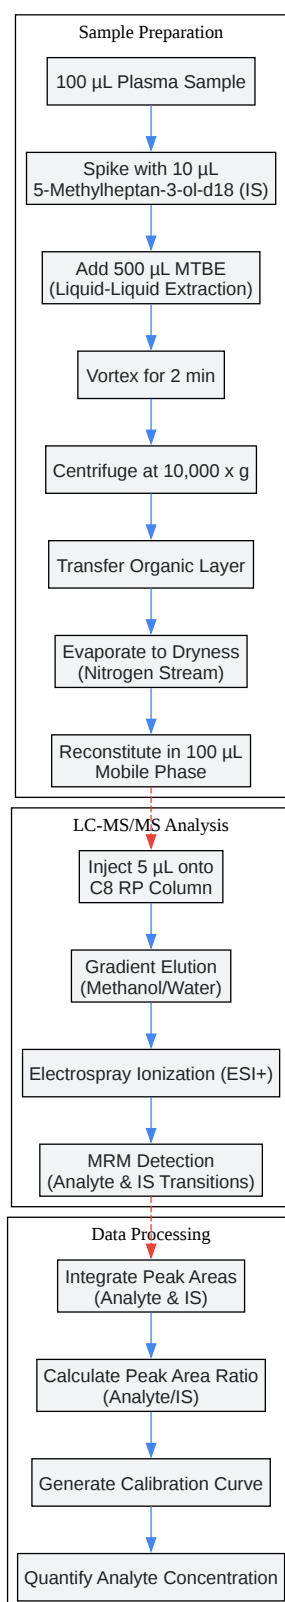 Sample Preparation
100 µL Plasma Sample
Spike with 10 µL
5-Methylheptan-3-ol-d18 (IS)
Add 500 µL MTBE
(Liquid-Liquid Extraction)
Vortex for 2 min
Centrifuge at 10,000 x g
Transfer Organic Layer
Evaporate to Dryness
(Nitrogen Stream)
Reconstitute in 100 µL
Mobile Phase
LC-MS/MS Analysis
Inject 5 µL onto
C8 RP Column
Gradient Elution
(Methanol/Water)
Electrospray Ionization (ESI+)
MRM Detection
(Analyte & IS Transitions)
Data Processing
Integrate Peak Areas
(Analyte & IS)
Calculate Peak Area Ratio
(Analyte/IS)
Generate Calibration Curve
Quantify Analyte Concentration